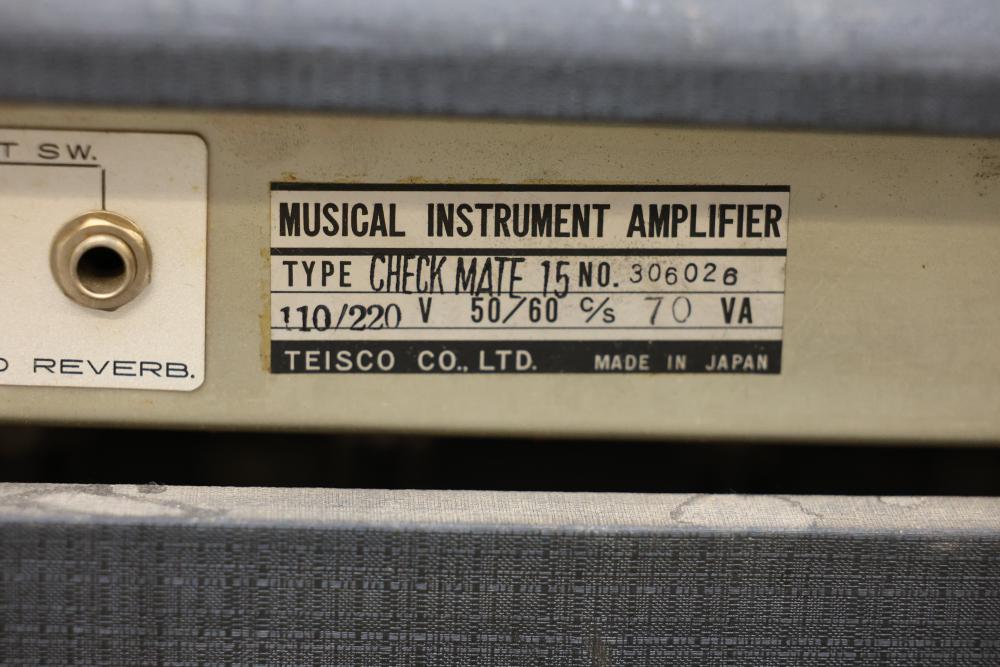 T SW.
REVERB.
MUSICAL INSTRUMENT AMPLIFIER
TYPE CHECK MATE 15 NO. 306026
110/220 V 50/60 c/s 70 VA
TEISCO CO., LTD. MADE IN JAPAN